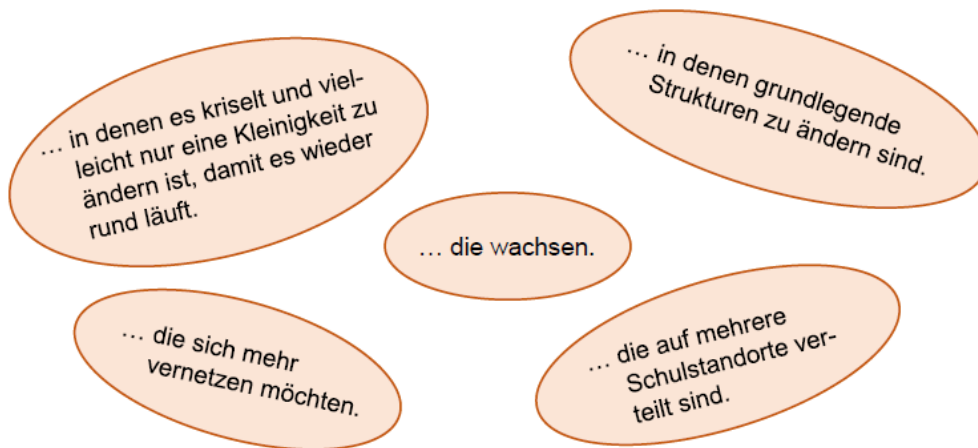 … in denen es kriselt und viel-
leicht nur eine Kleinigkeit zu
ändern ist, damit es wieder
rund läuft.
… in denen grundlegende
Strukturen zu ändern sind.
… die wachsen.
… die sich mehr
vernetzen möchten.
… die auf mehrere
Schulstandorte ver-
teilt sind.